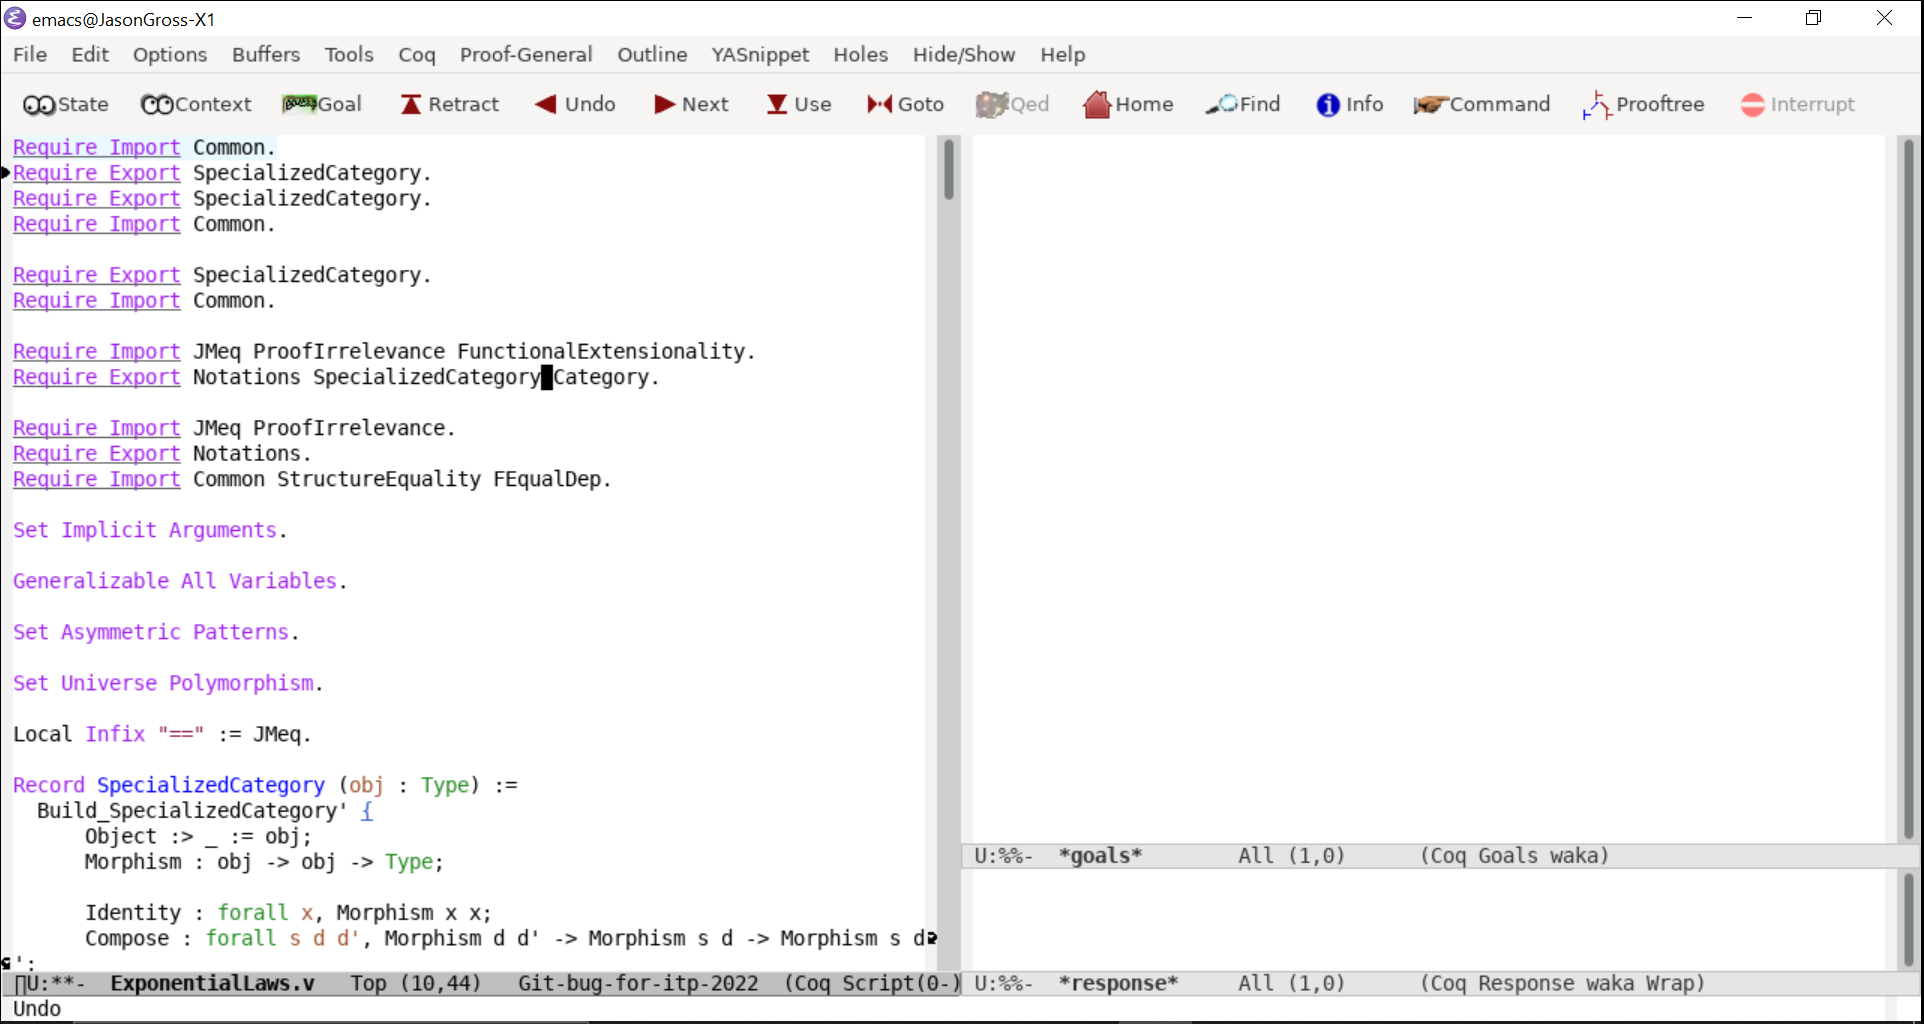 emacs@JasonGross-X1
File Edit Options Buffers Tools Coq Proof-General Outline YASnippet Holes Hide/Show Help
State Context Goal Retract Undo Next Use Goto Qed Home Find Info Command Prooftree Interrupt
Require Import Common.
Require Export SpecializedCategory.
Require Export SpecializedCategory.
Require Import Common.
Require Export SpecializedCategory.
Require Import Common.
Require Import JMeq ProofIrrelevance FunctionalExtensionality.
Require Export Notations SpecializedCategory Category.
Require Import JMeq ProofIrrelevance.
Require Export Notations.
Require Import Common StructureEquality FEqualDep.
Set Implicit Arguments.
Generalizable All Variables.
Set Asymmetric Patterns.
Set Universe Polymorphism.
Local Infix "==" := JMeq.
Record SpecializedCategory (obj : Type) :=
Build_SpecializedCategory' {
Object :> _ := obj;
Morphism : obj -> obj -> Type;
Identity : forall x, Morphism x x;
Compose : forall s d d', Morphism d d' -> Morphism s d -> Morphism s d
';
U:**- ExponentialLaws.v Top (10,44) Git-bug-for-itp-2022 (Coq Script(0-)
Undo
U:%%- *goals* All (1,0) (Coq Goals waka)
U:%%- *response* All (1,0) (Coq Response waka Wrap)